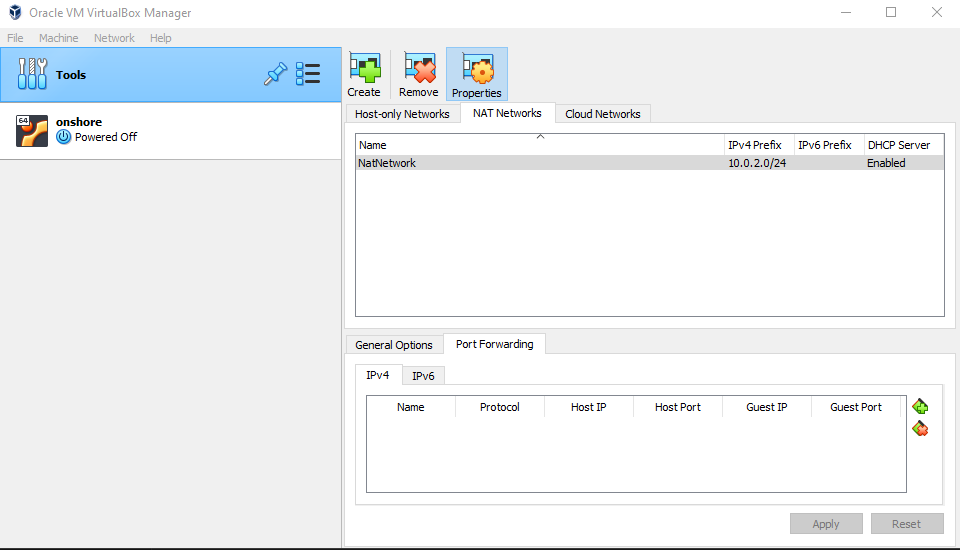 Oracle VM VirtualBox Manager
File Machine Network Help
Tools
64
onshore
Powered Off
Create Remove Properties
Host-only Networks NAT Networks Cloud Networks
Name IPv4 Prefix IPv6 Prefix DHCP Server
NatNetwork 10.0.2.0/24 Enabled
General Options Port Forwarding
IPv4 IPv6
Name Protocol Host IP Host Port Guest IP Guest Port
Apply Reset